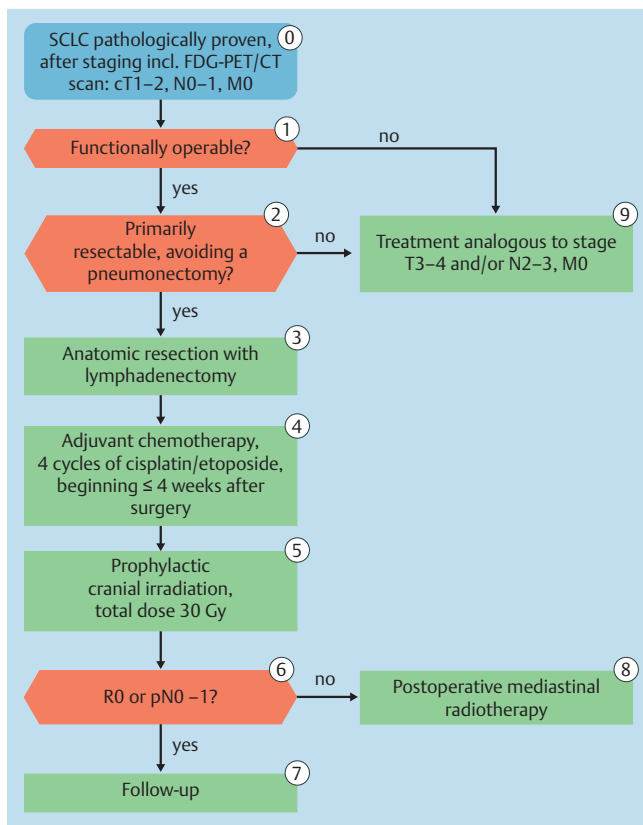 0
SCLC pathologically proven,
after staging incl. FDG-PET/CT
scan: cT1–2, N0–1, M0
1
Functionally operable?
no
yes
2
Primarily
resectable, avoiding a
pneumonectomy?
no
9
Treatment analogous to stage
T3–4 and/or N2–3, M0
yes
3
Anatomic resection with
lymphadenectomy
4
Adjuvant chemotherapy,
4 cycles of cisplatin/etoposide,
beginning ≤ 4 weeks after
surgery
5
Prophylactic
cranial irradiation,
total dose 30 Gy
6
R0 or pN0 –1?
no
8
Postoperative mediastinal
radiotherapy
yes
7
Follow-up